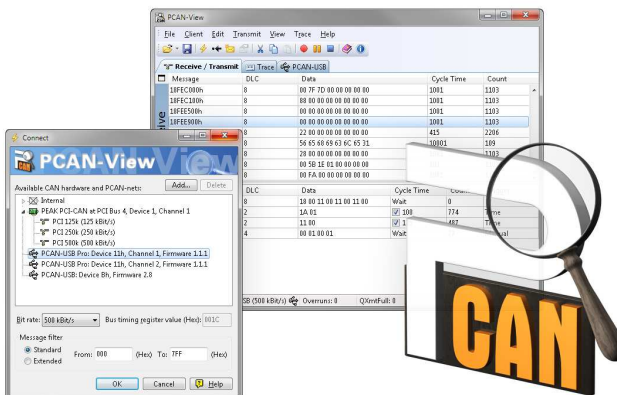 PCAN-View
File Client Edit Transmit View Trace Help
Receive / Transmit Trace PCAN-USB
Message DLC Data Cycle Time Count
18FEC000h 8 00 7F 7D 00 00 00 00 00 1001 1103
18FEC100h 8 88 00 00 00 00 00 00 00 1001 1103
18FEE500h 8 00 00 00 00 00 00 00 00 1001 1103
18FEE900h 8 00 00 00 00 00 00 00 00 1001 1103
8 22 00 00 00 00 00 00 00 415 2206
8 56 65 68 69 63 6C 65 31 10001 109
8 28 00 00 00 00 00 00 00 1103
8 00 5B 1E 01 00 00 00 00
8 00 FA 00 00 00 00 00 00
DLC Data Cycle Time
8 18 00 11 00 11 00 11 00 Wait 0
2 1A 01 100 774 Time
2 11 00 487
4 00 01 00 01 Wait
SB (500 kBit/s) Overruns: 0 QXmtFull: 0
Connect
PCAN-View
Available CAN hardware and PCAN-nets: Add... Delete
Internal
PEAK PCI-CAN at PCI Bus 4, Device 1, Channel 1
PCI 125k (125 kBit/s)
PCI 250k (250 kBit/s)
PCI 500k (500 kBit/s)
PCAN-USB Pro: Device 11h, Channel 1, Firmware 1.1.1
PCAN-USB Pro: Device 11h, Channel 2, Firmware 1.1.1
PCAN-USB: Device Bh, Firmware 2.8
Bit rate: 500 kBit/s Bus timing register value (Hex): 001C
Message filter
Standard
Extended
From: 000 (Hex) To: 7FF (Hex)
OK Cancel Help
CAN